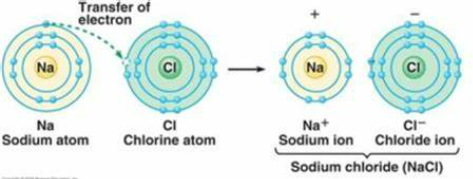 Transfer of
electron
+
−
Na
Cl
Na
Cl
Na
Sodium atom
Cl
Chlorine atom
Na+
Sodium ion
Cl−
Chloride ion
Sodium chloride (NaCl)